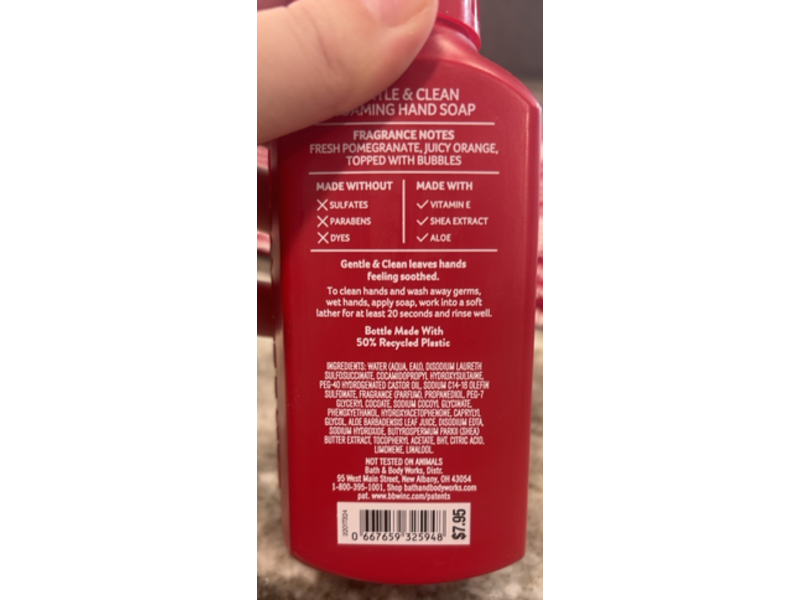 & CLEAN
HAND SOAP
FRAGRANCE NOTES
FRESH POMEGRANATE, JUICY ORANGE,
TOPPED WITH BUBBLES
MADE WITHOUT
SULFATES
PARABENS
DYES
MADE WITH
VITAMIN E
SHEA EXTRACT
ALOE
Gentle & Clean leaves hands
feeling soothed.
To clean hands and wash away germs,
wet hands, apply soap, work into a soft
lather for at least 20 seconds and rinse well.
Bottle Made With
50% Recycled Plastic
INGREDIENTS: WATER (AQUA, EAU), DISODIUM LAURETH
SULFOSUCCINATE, COCAMIDOPROPYL HYDROXYSULTAINE,
PEG-40 HYDROGENATED CASTOR OIL, SODIUM C14-16 OLEFIN
SULFONATE, FRAGRANCE (PARFUM), PROPANEDIOL, PEG-7
GLYCERYL COCOATE, SODIUM COCOYL GLYCINATE,
PHENOXYETHANOL, HYDROXYACETOPHENONE, CAPRYLYL
GLYCOL, ALOE BARBADENSIS LEAF JUICE, DISODIUM EDTA,
SODIUM HYDROXIDE, BUTYROSPERMUM PARKII (SHEA)
BUTTER EXTRACT, TOCOPHERYL ACETATE, BHT, CITRIC ACID,
LIMONENE, LINALOOL.
NOT TESTED ON ANIMALS
Bath & Body Works, Distr.
95 West Main Street, New Albany, OH 43054
1-800-395-1001, Shop bathandbodyworks.com
pat. www.bbwinc.com/patents
0 667659 325948
$7.95